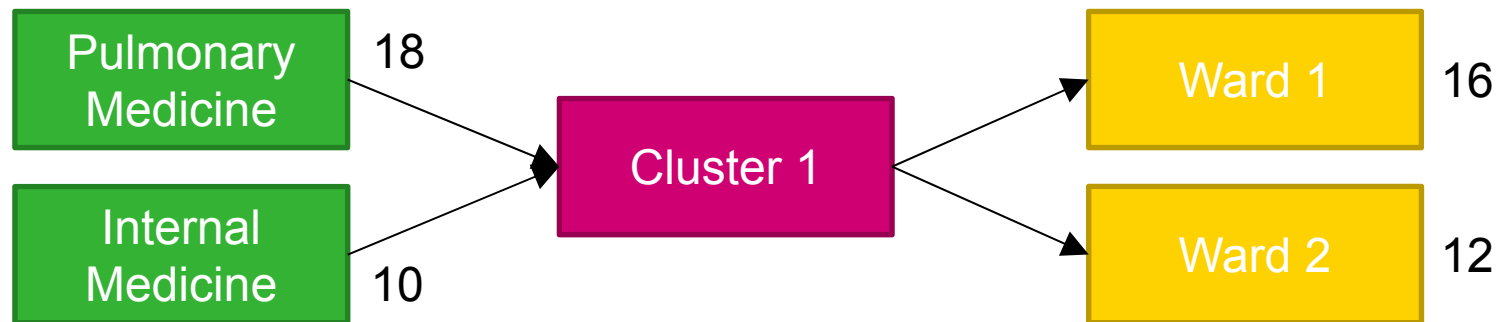 Pulmonary
Medicine
18
Internal
Medicine
10
Cluster 1
Ward 1
16
Ward 2
12